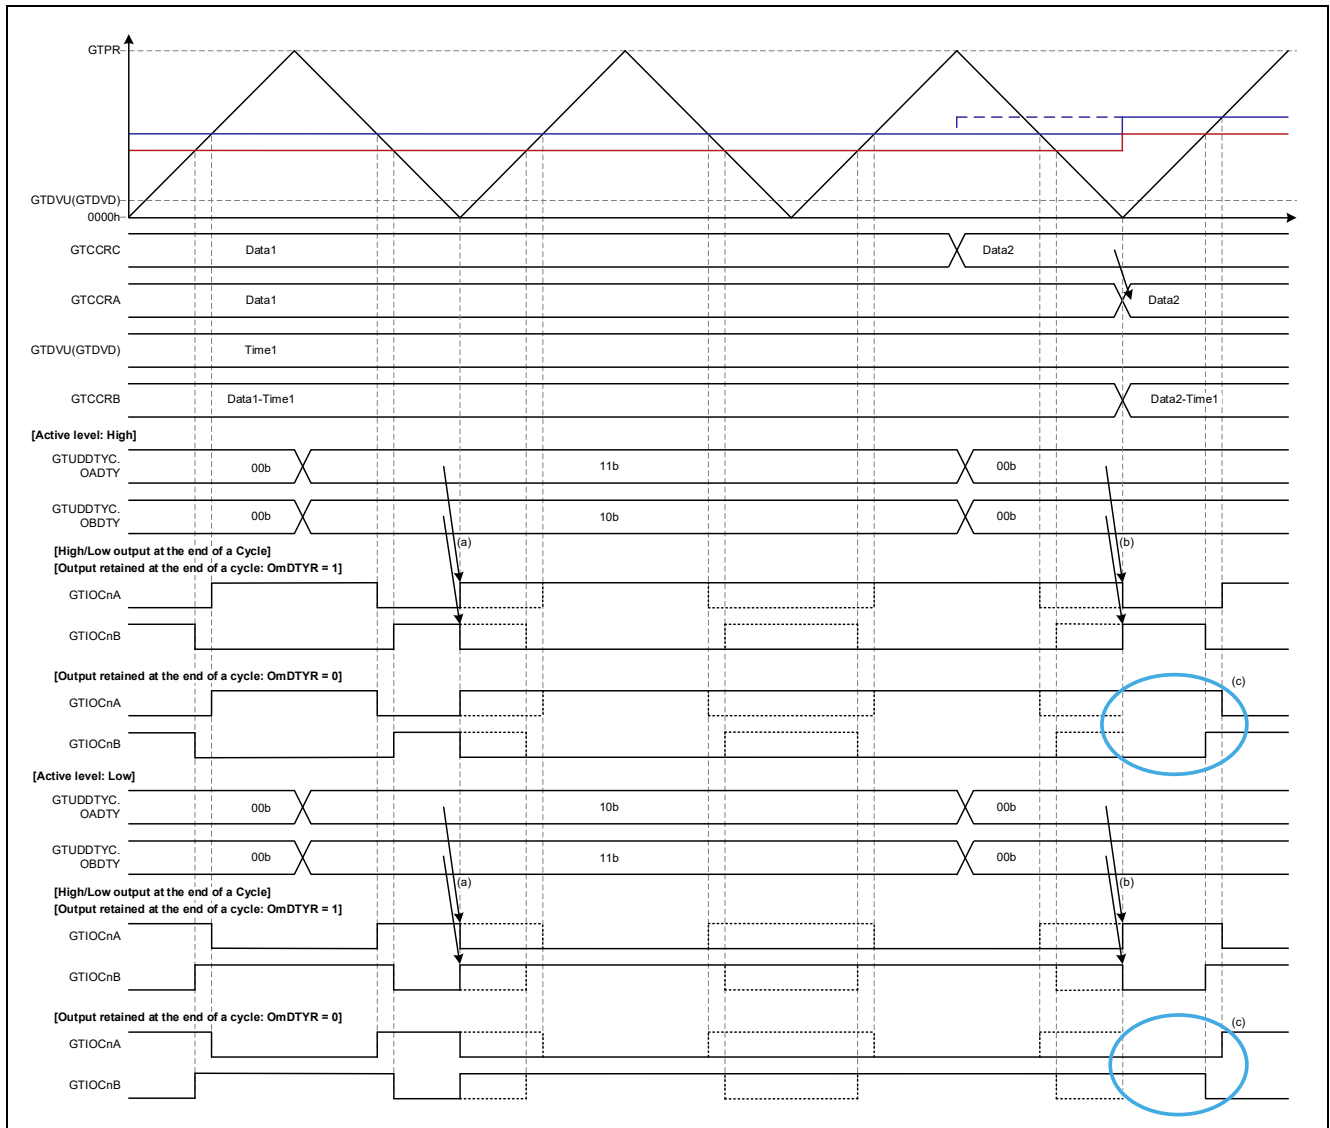 GTPR
GTDVU(GTDVD)
0000h
GTCCRC Data1 Data2
GTCCRA Data1 Data2
GTDVU(GTDVD) Time1
GTCCRB Data1-Time1 Data2-Time1
[Active level: High]
GTUDDTYC.
OADTY 00b 11b 00b
GTUDDTYC.
OBDTY 00b 10b 00b
[High/Low output at the end of a Cycle] (a) (b)
[Output retained at the end of a cycle: OmDTYR = 1]
GTIOCnA
GTIOCnB
[Output retained at the end of a cycle: OmDTYR = 0] (c)
GTIOCnA
GTIOCnB
[Active level: Low]
GTUDDTYC.
OADTY 00b 10b 00b
GTUDDTYC.
OBDTY 00b 11b 00b
[High/Low output at the end of a Cycle] (a) (b)
[Output retained at the end of a cycle: OmDTYR = 1]
GTIOCnA
GTIOCnB
[Output retained at the end of a cycle: OmDTYR = 0] (c)
GTIOCnA
GTIOCnB